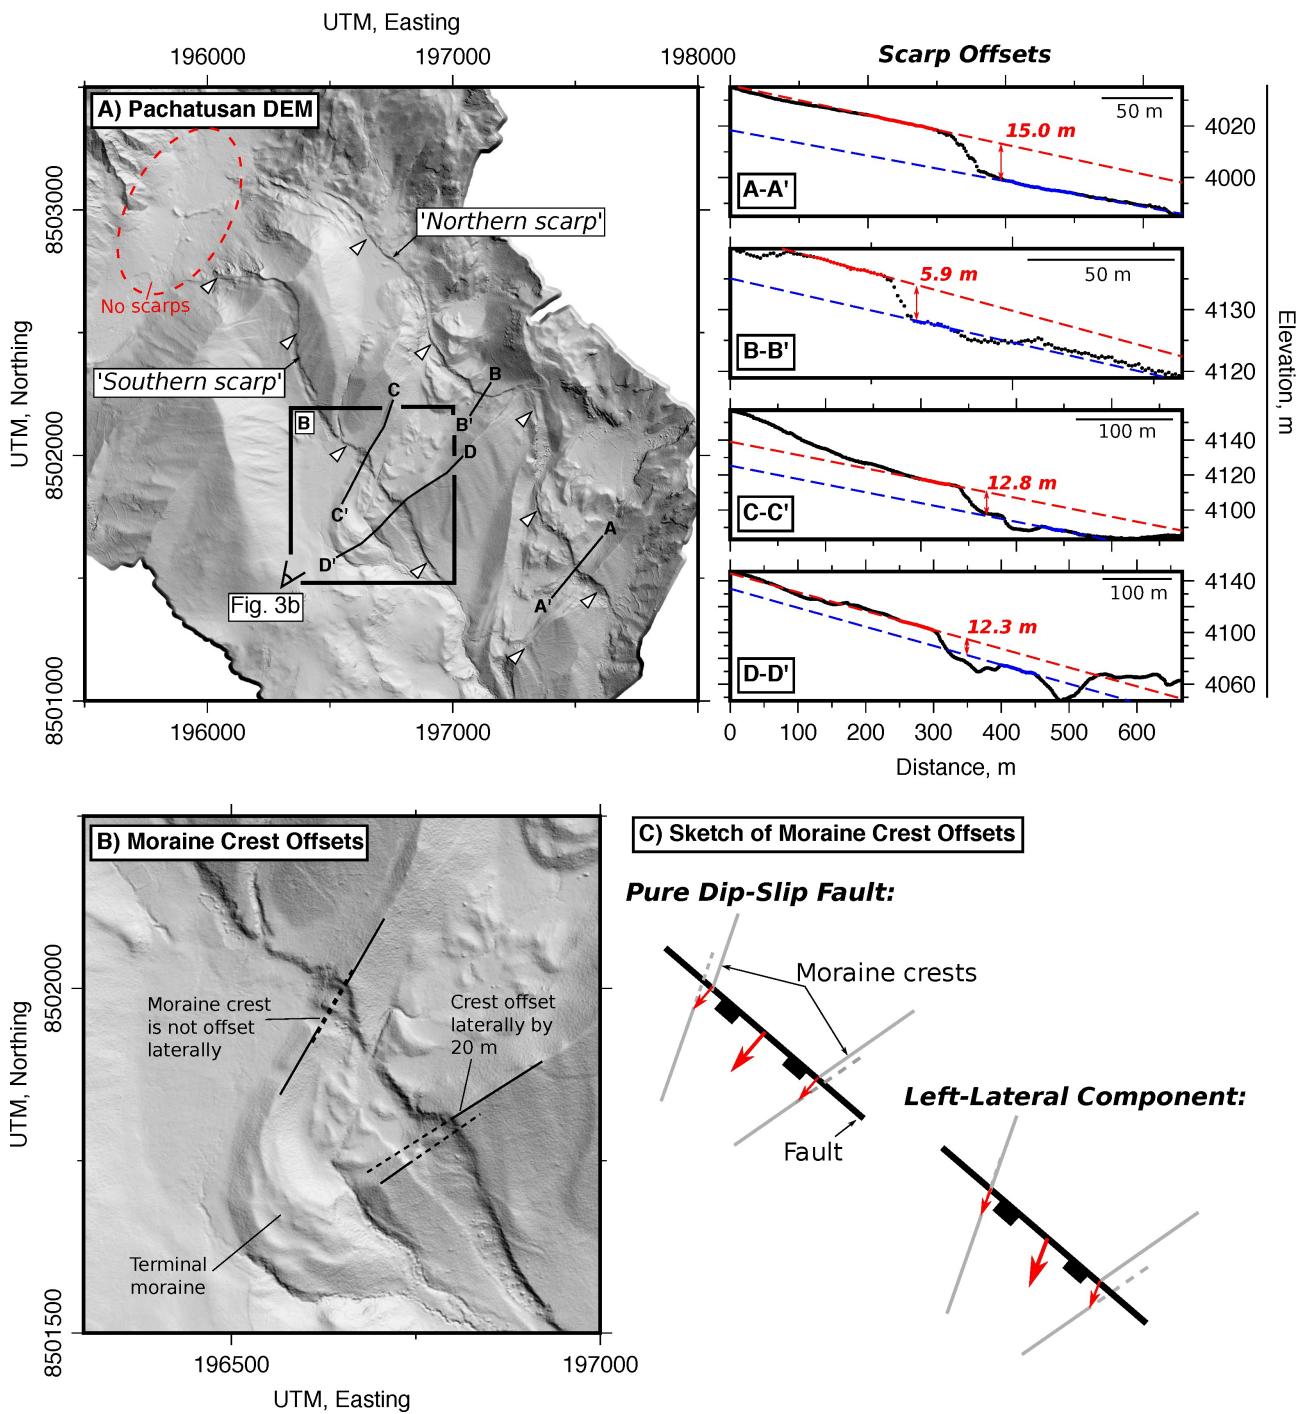 UTM, Easting
196000
197000
198000
A) Pachatusan DEM
'Northern scarp'
No scarps
'Southern scarp'
B
C
B
B'
D
C'
D'
A
A'
Fig. 3b
8503000
8502000
8501000
UTM, Northing
196000
197000
Scarp Offsets
15.0 m
50 m
A-A'
4020
4000
5.9 m
50 m
B-B'
4130
4120
12.8 m
100 m
C-C'
4140
4120
4100
12.3 m
100 m
D-D'
4140
4100
4060
Elevation, m
0
100
200
300
400
500
600
Distance, m
B) Moraine Crest Offsets
Moraine crest
is not offset
laterally
Crest offset
laterally by
20 m
Terminal
moraine
8502000
8501500
UTM, Northing
196500
197000
UTM, Easting
C) Sketch of Moraine Crest Offsets
Pure Dip-Slip Fault:
Moraine crests
Fault
Left-Lateral Component: